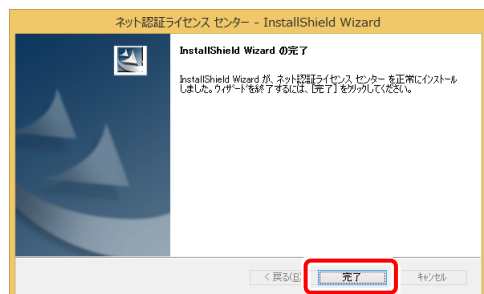 ネット認証ライセンス センター - InstallShield Wizard
InstallShield Wizard の完了
InstallShield Wizard が、ネット認証ライセンス センター を正常にインストール
しました。ウィザードを終了するには、[完了] をクリックしてください。
< 戻る(B) 完了 キャンセル